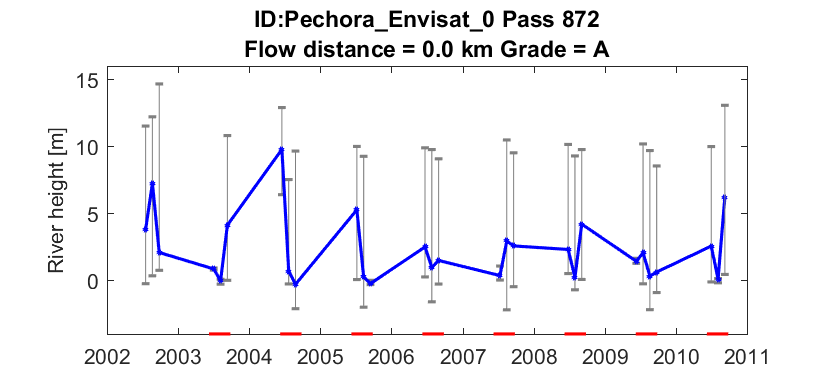 ID:Pechora_Envisat_0 Pass 872
Flow distance = 0.0 km Grade = A
15
10
5
0
River height [m]
2002 2003 2004 2005 2006 2007 2008 2009 2010 2011